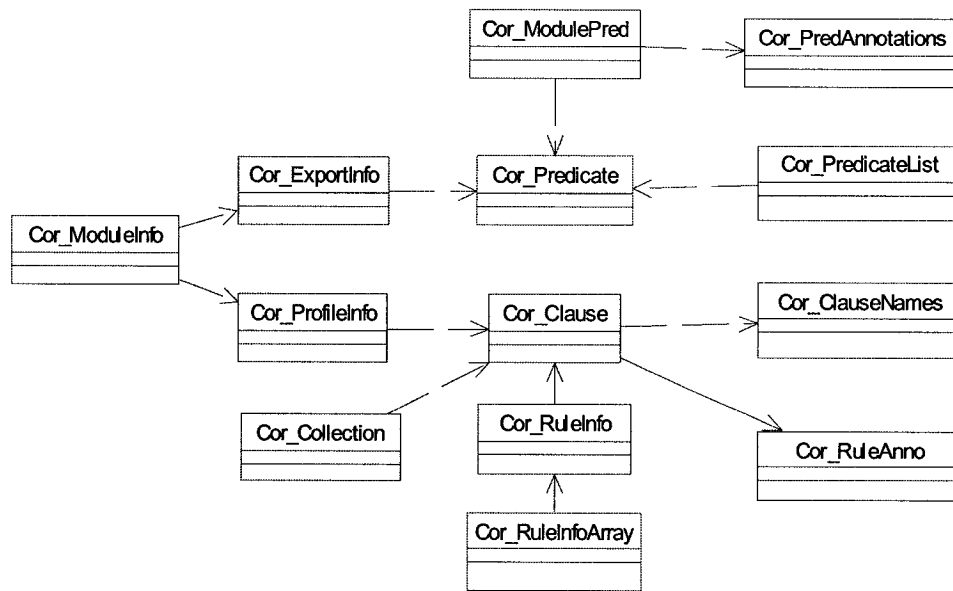 Cor_ModulePred
Cor_PredAnnotations
Cor_ExportInfo
Cor_Predicate
Cor_PredicateList
Cor_ModuleInfo
Cor_ProfileInfo
Cor_Clause
Cor_ClauseNames
Cor_Collection
Cor_RuleInfo
Cor_RuleAnno
Cor_RuleInfoArray